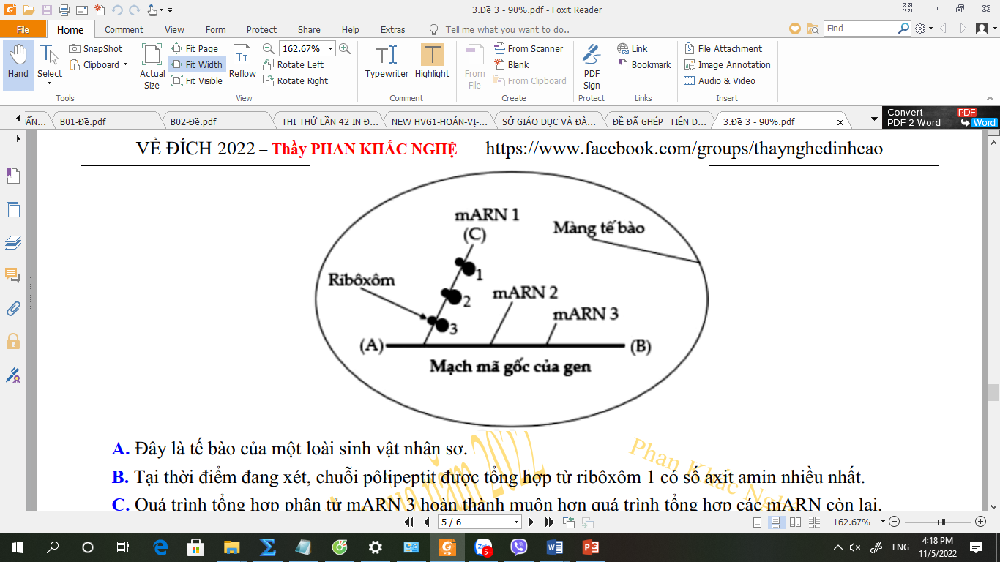 3.Đề 3 - 90%.pdf - Foxit Reader
File Home Comment View Form Protect Share Help Extras Tell me what you want to do.. Find
Hand
Select
SnapShot
Clipboard
Actual Size
Fit Page
Fit Width
Fit Visible
Reflow
162.67%
Rotate Left
Rotate Right
Typewriter
Highlight
From File
From Scanner
Blank
From Clipboard
PDF Sign
Link
Bookmark
File Attachment
Image Annotation
Audio & Video
Tools View Comment Create Protect Links Insert
ẤN... B01-Đề.pdf B02-Đề.pdf THI THỬ LẦN 42 IN Đ... NEW HVG1-HOÁN-VỊ-... SỞ GIÁO DỤC VÀ ĐÀ... ĐỀ ĐÃ GHÉP TIÊN D... 3.Đề 3 - 90%.pdf
Convert PDF
PDF 2 Word Word
VỀ ĐÍCH 2022 – Thầy PHAN KHẮC NGHỆ https://www.facebook.com/groups/thaynghedinhcao
mARN 1
(C)
Màng tế bào
1
Ribôxôm
2
mARN 2
mARN 3
3
(A)
(B)
Mạch mã gốc của gen
A. Đây là tế bào của một loài sinh vật nhân sơ.
B. Tại thời điểm đang xét, chuỗi pôlipeptit được tổng hợp từ ribôxôm 1 có số axit amin nhiều nhất.
C. Quá trình tổng hợp phân tử mARN 3 hoàn thành muộn hơn quá trình tổng hợp các mARN còn lại.
năm 2022
Phan Khắc Ng
5 / 6
162.67%
5+
ENG
4:18 PM
11/5/2022